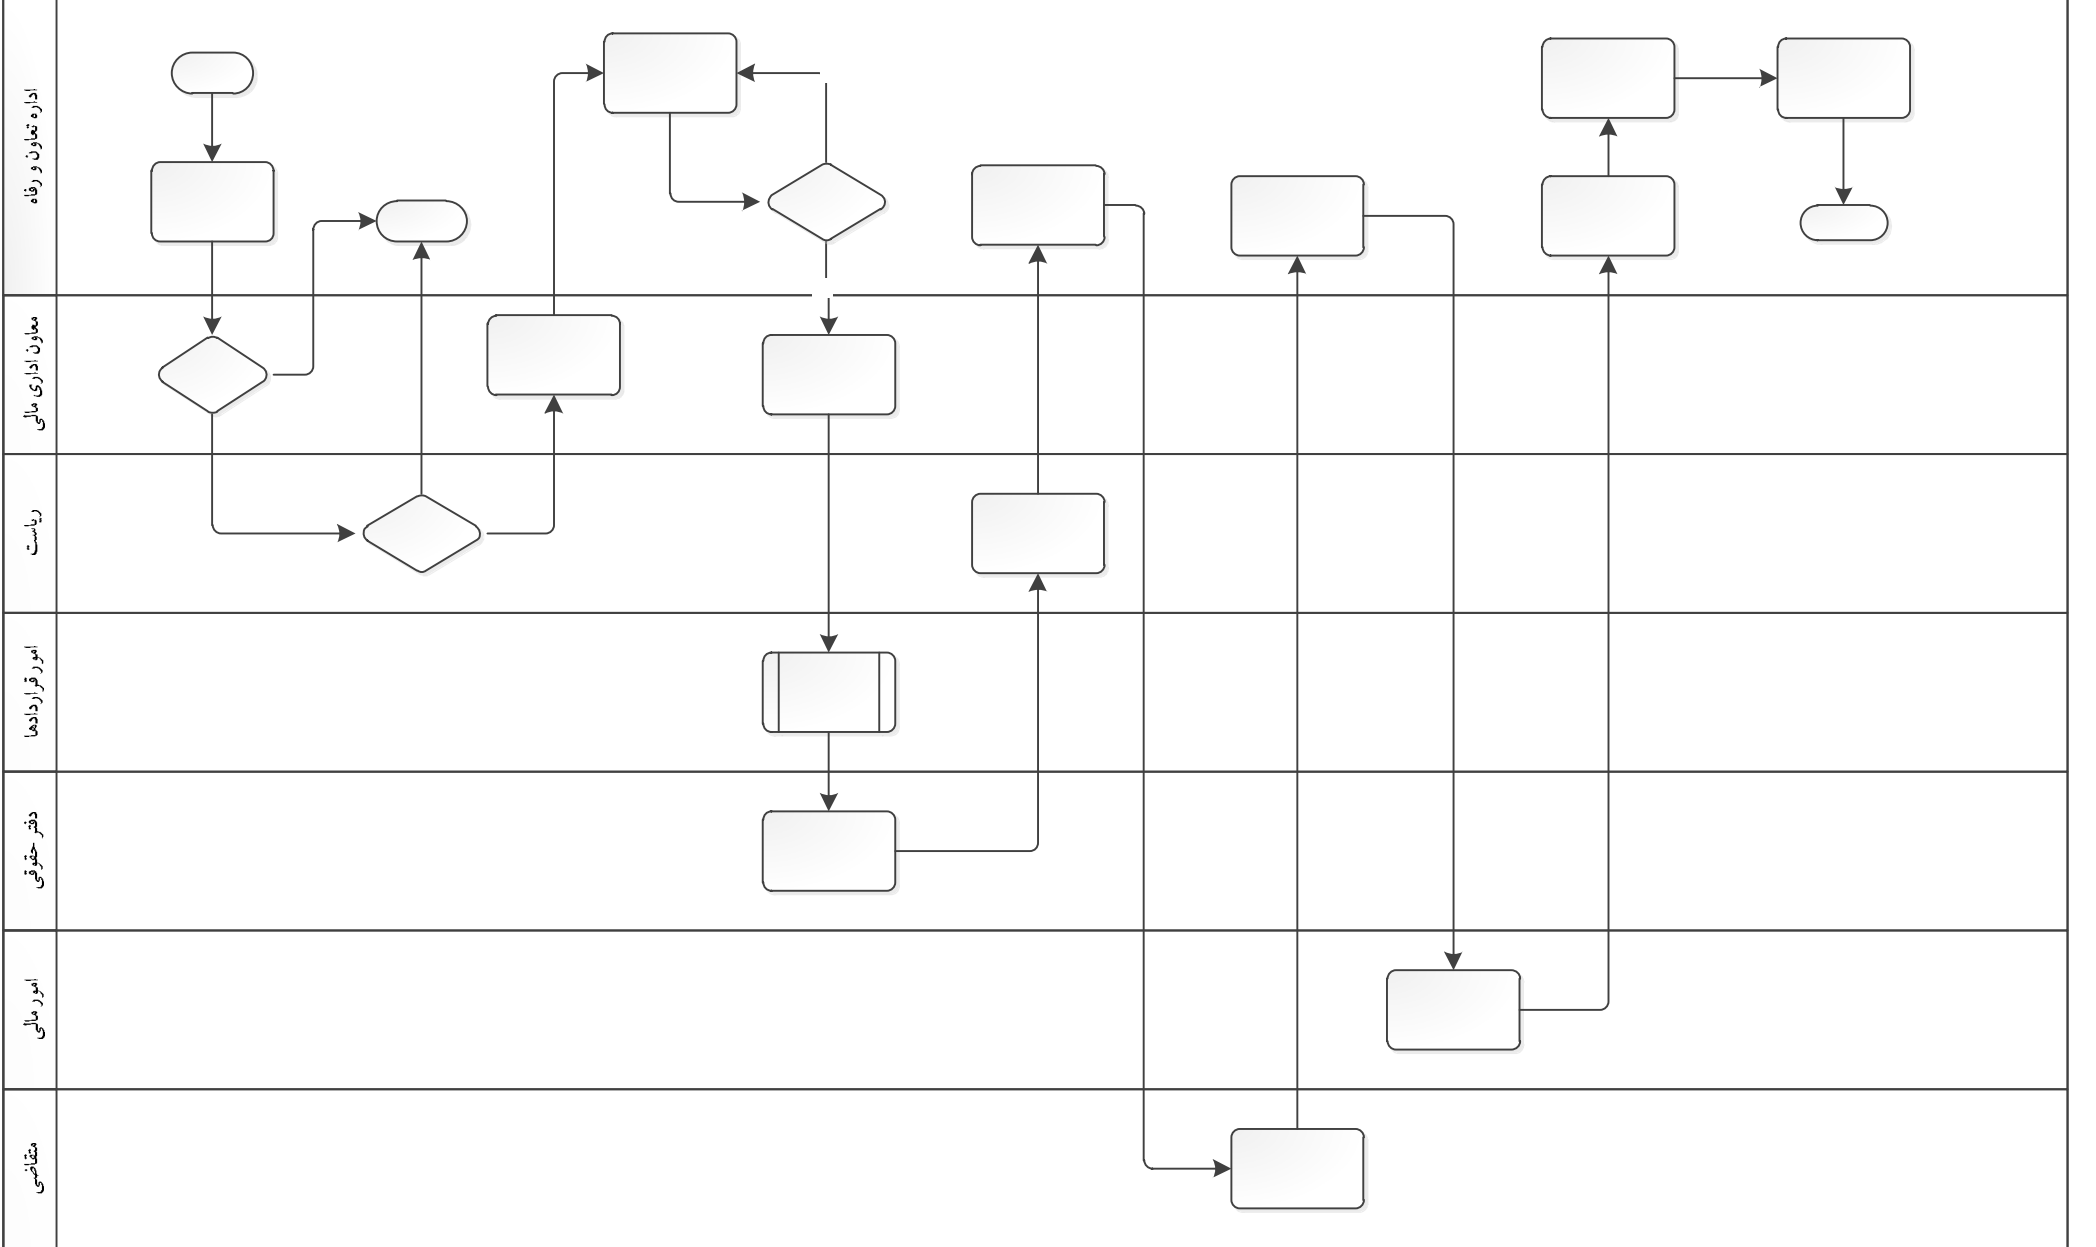 اداره تعاون و رفاه
معاون اداری مالی
ریاست
امور قراردادها
دفتر حقوقی
امور مالی
متقاضی